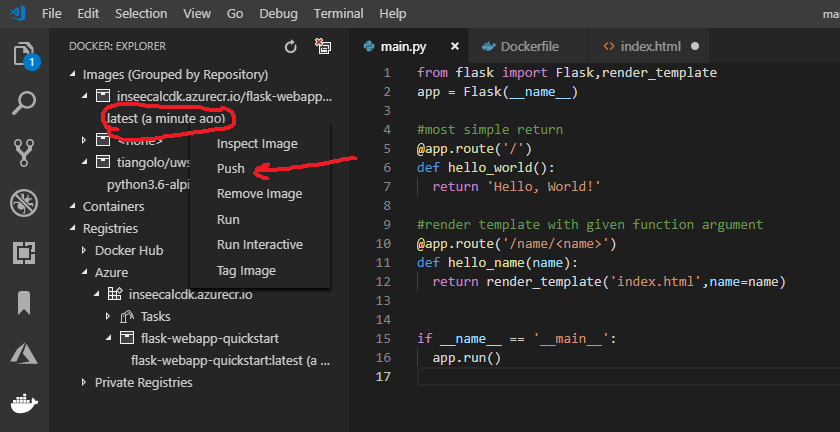 File Edit Selection View Go Debug Terminal Help ma
DOCKER: EXPLORER
main.py × Dockerfile index.html
1
Images (Grouped by Repository)
inseecalcdk.azurecr.io/flask-webapp...
latest (a minute ago)
<none>
tiangolo/uws
python3.6-alpi
Containers
Registries
Docker Hub
Azure
inseecalcdk.azurecr.io
Tasks
flask-webapp-quickstart
flask-webapp-quickstart:latest (a ...
Private Registries
Inspect Image
Push
Remove Image
Run
Run Interactive
Tag Image
1 from flask import Flask,render_template
2 app = Flask(__name__)
3
4 #most simple return
5 @app.route('/')
6 def hello_world():
7 return 'Hello, World!'
8
9 #render template with given function argument
10 @app.route('/name/<name>')
11 def hello_name(name):
12 return render_template('index.html',name=name)
13
14
15 if __name__ == '__main__':
16 app.run()
17